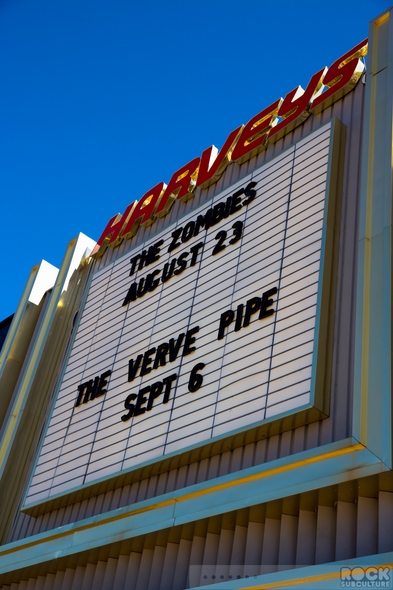 HARVEYS
THE ZOMBIES
AUGUST 23
THE VERVE PIPE
SEPT 6
ROCK
SUBCULTURE